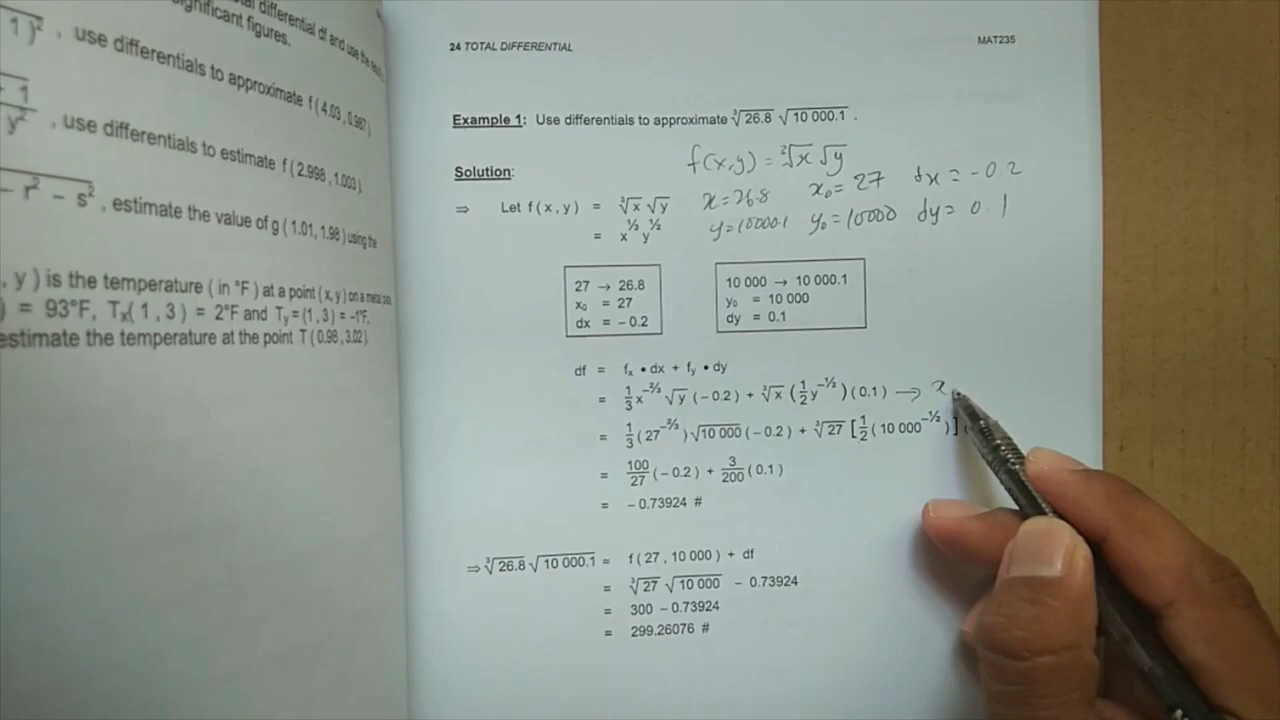 significant figures.
1)² , use differentials to approximate f ( 4.03 , 0.987)
y² , use differentials to estimate f ( 2.998 , 1.003).
− r² − s² , estimate the value of g ( 1.01, 1.98 ) using the
, y ) is the temperature ( in °F ) at a point ( x, y ) on a metal
) = 93°F, Tx( 1 , 3 ) = 2°F and Ty = (1 , 3) = −1°F,
estimate the temperature at the point T ( 0.98 , 3.02).
24 TOTAL DIFFERENTIAL MAT235
Example 1: Use differentials to approximate ∛26.8 √10 000.1 .
f(x,y) = ∛x √y
Solution:
x = 26.8 x₀ = 27 dx = -0.2
⇒ Let f ( x , y ) = ∛x √y
y = 10000.1 y₀ = 10000 dy = 0.1
= x^⅓ y^½
27 → 26.8
x₀ = 27
dx = − 0.2
10 000 → 10 000.1
y₀ = 10 000
dy = 0.1
df = fx • dx + fy • dy
= 1/3 x^−2/3 √y (− 0.2) + ∛x ( 1/2 y^−1/2 ) ( 0.1 ) → x
= 1/3 ( 27^−2/3 ) √10 000 (− 0.2) + ∛27 [ 1/2 ( 10 000^−1/2 ) ] (
= 100/27 (− 0.2) + 3/200 ( 0.1 )
= − 0.73924 #
⇒ ∛26.8 √10 000.1 ≈ f ( 27 , 10 000 ) + df
= ∛27 √10 000 − 0.73924
= 300 − 0.73924
= 299.26076 #